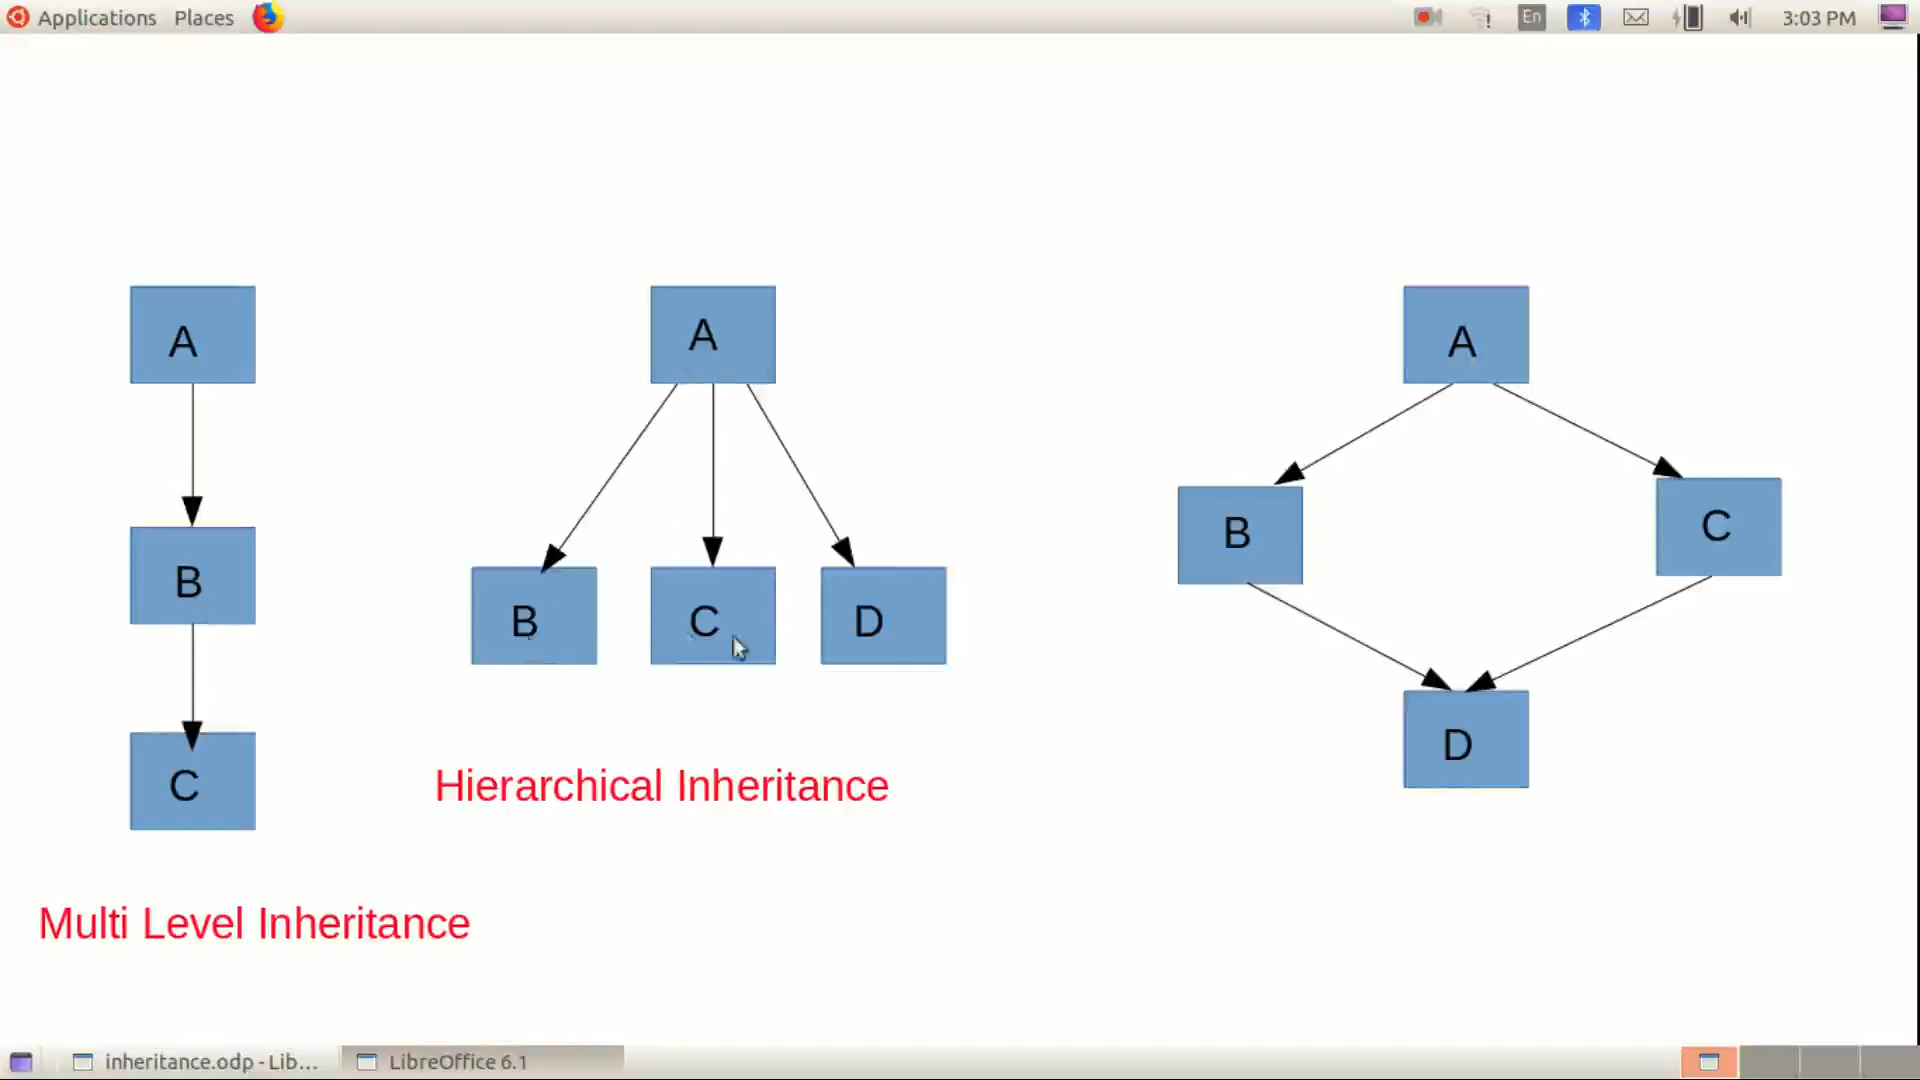 Applications Places
En
3:03 PM
A
B
C
Multi Level Inheritance
A
B C D
Hierarchical Inheritance
A
B C
D
inheritance.odp - Lib...
LibreOffice 6.1